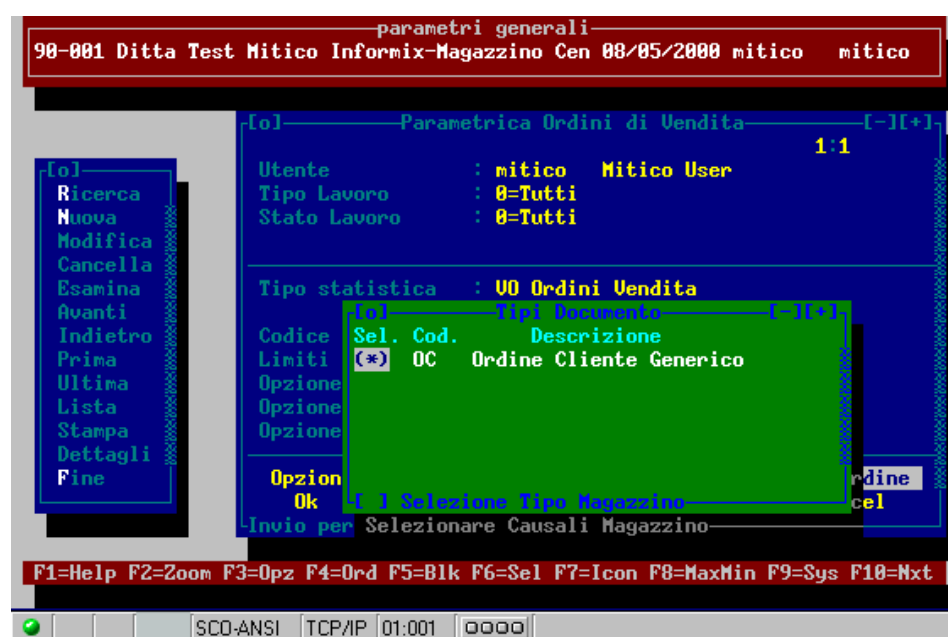 parametri generali
90-001 Ditta Test Mitico Informix-Magazzino Cen 08/05/2000 mitico mitico
[o] Parametrica Ordini di Vendita [-][+]
1:1
Utente : mitico Mitico User
Tipo Lavoro : 0=Tutti
Stato Lavoro : 0=Tutti
Tipo statistica : VO Ordini Vendita
Codice
Limiti
Opzione
Opzione
Opzione
Opzion rdine
Ok cel
Invio per Selezionare Causali Magazzino
[o]
Ricerca
Nuova
Modifica
Cancella
Esamina
Avanti
Indietro
Prima
Ultima
Lista
Stampa
Dettagli
Fine
[o] Tipi Documento [-][+]
Sel. Cod. Descrizione
(*) OC Ordine Cliente Generico
[ ] Selezione Tipo Magazzino
F1=Help F2=Zoom F3=Opz F4=Ord F5=Blk F6=Sel F7=Icon F8=MaxMin F9=Sys F10=Nxt
SCO-ANSI TCP/IP 01:001